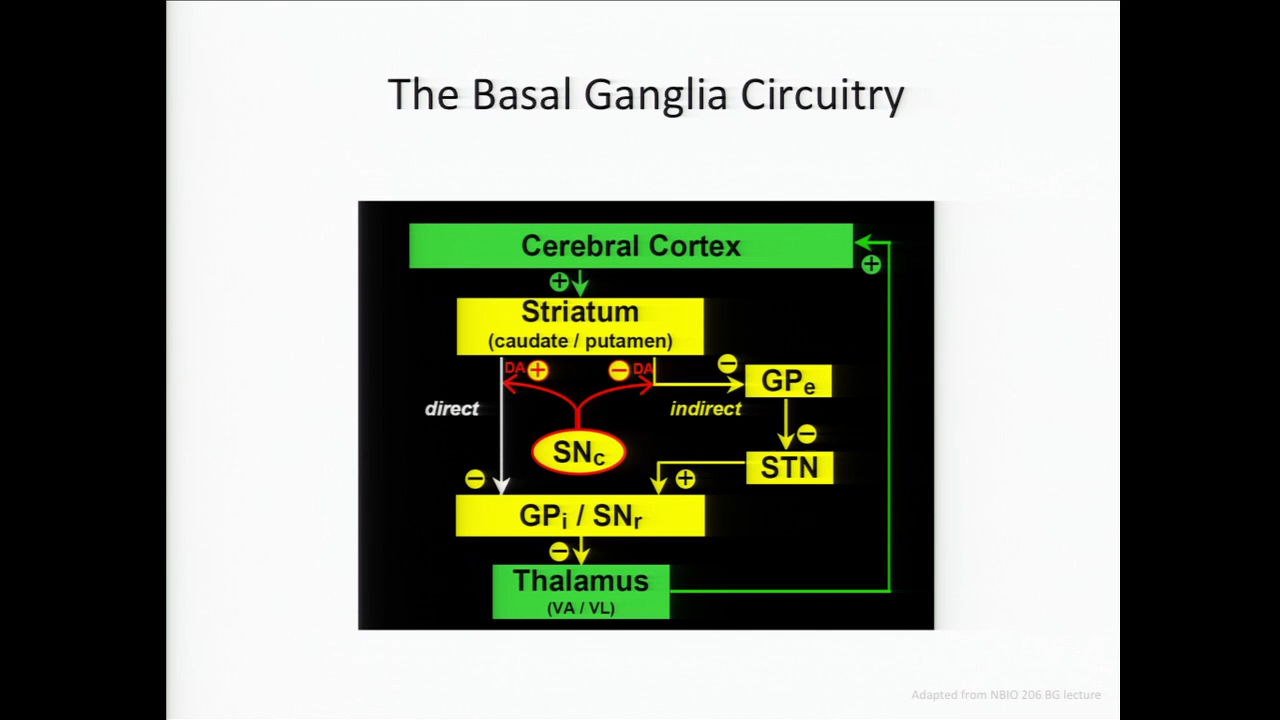 The Basal Ganglia Circuitry
Cerebral Cortex
+
+
Striatum
(caudate / putamen)
DA +
− DA
−
GPe
direct
indirect
SNc
−
STN
−
+
GPi / SNr
−
Thalamus
(VA / VL)
Adapted from NBIO 206 BG lecture